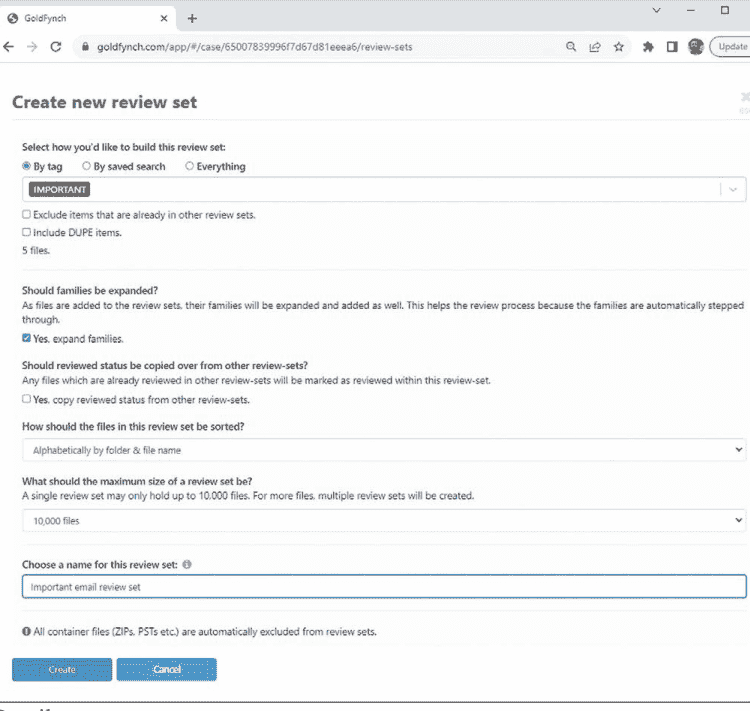 GoldFynch
goldfynch.com/app/#/case/65007839996f7d67d81eeea6/review-sets
Update
Create new review set
Select how you'd like to build this review set:
By tag By saved search Everything
IMPORTANT
Exclude items that are already in other review sets.
Include DUPE items.
5 files.
Should families be expanded?
As files are added to the review sets, their families will be expanded and added as well. This helps the review process because the families are automatically stepped
through.
Yes, expand families.
Should reviewed status be copied over from other review-sets?
Any files which are already reviewed in other review-sets will be marked as reviewed within this review-set.
Yes, copy reviewed status from other review-sets.
How should the files in this review set be sorted?
Alphabetically by folder & file name
What should the maximum size of a review set be?
A single review set may only hold up to 10,000 files. For more files, multiple review sets will be created.
10,000 files
Choose a name for this review set:
Important email review set
All container files (ZIPs, PSTs etc.) are automatically excluded from review sets.
Create Cancel